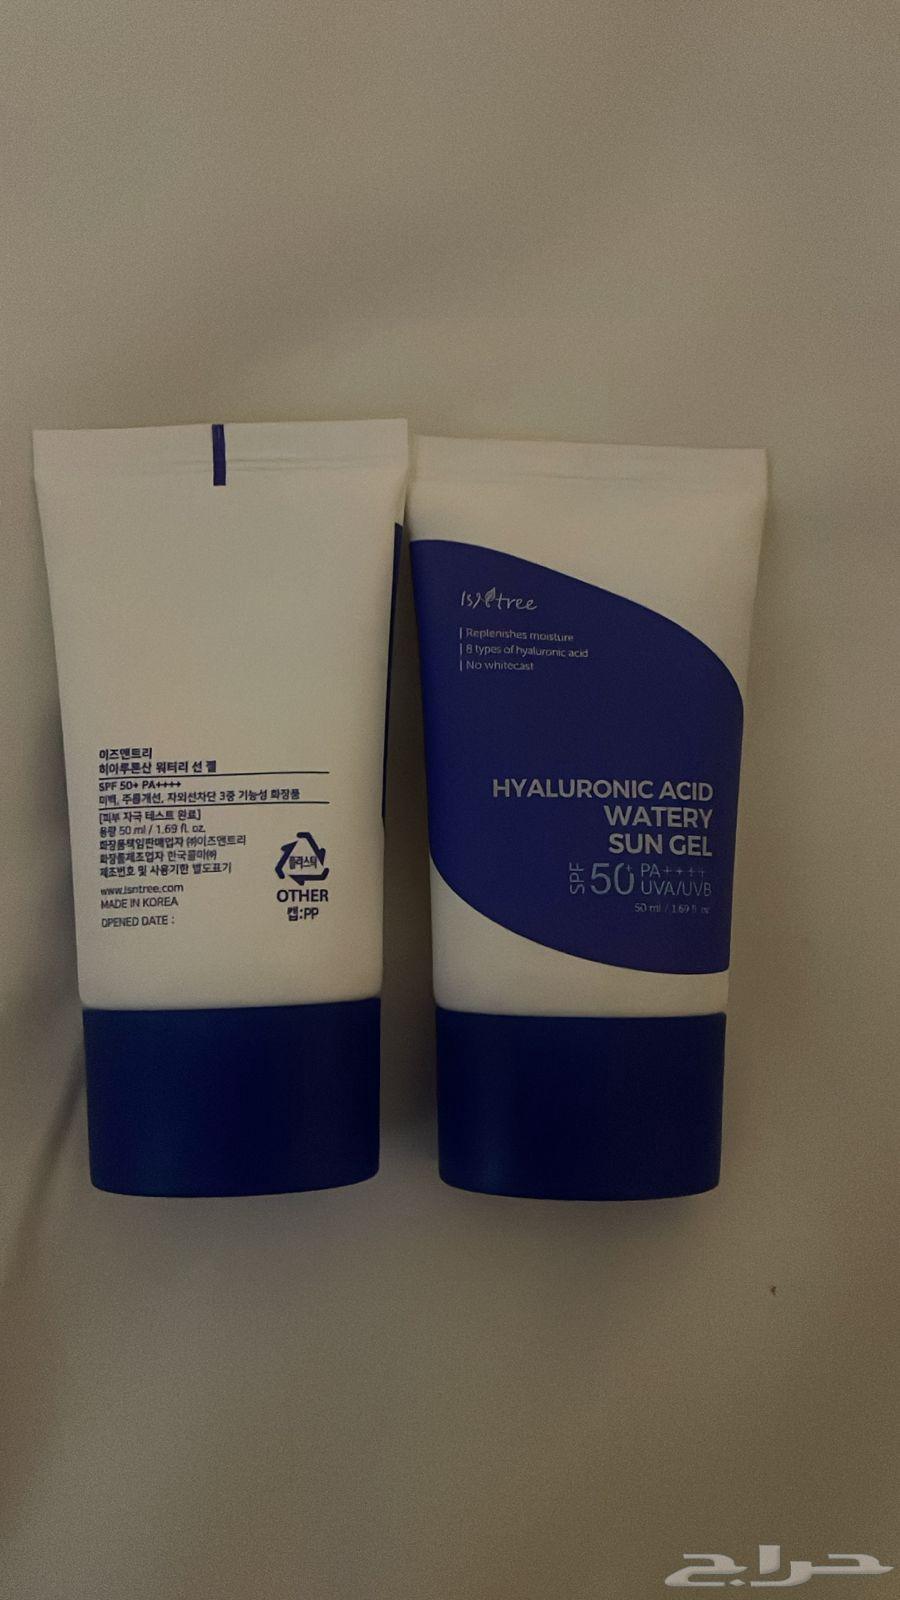 이즈앤트리
히아루론산 워터리 선 젤
SPF 50+ PA++++
미백, 주름개선, 자외선차단 3중 기능성 화장품
[피부 자극 테스트 완료]
용량 50 ml / 1.69 fl. oz.
화장품책임판매업자 ㈜이즈앤트리
화장품제조업자 한국콜마㈜
제조번호 및 사용기한 별도표기
www.isntree.com
MADE IN KOREA
OPENED DATE :
플라스틱
OTHER
캡:PP
Isntree
| Replenishes moisture
| 8 types of hyaluronic acid
| No whitecast
HYALURONIC ACID
WATERY
SUN GEL
SPF 50+ PA++++
UVA/UVB
50 ml / 1.69 fl. oz
حراج